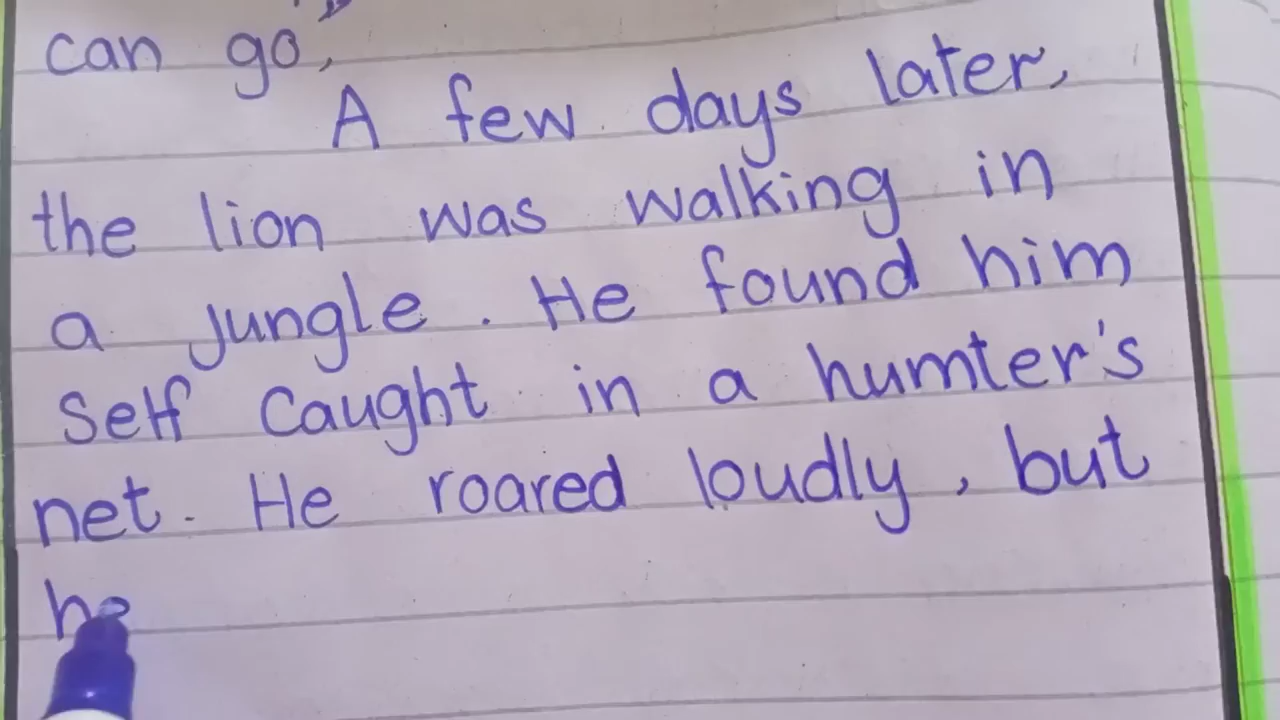 can go,"
A few days later,
the lion was walking in
a jungle. He found him
self caught in a humter's
net. He roared loudly, but